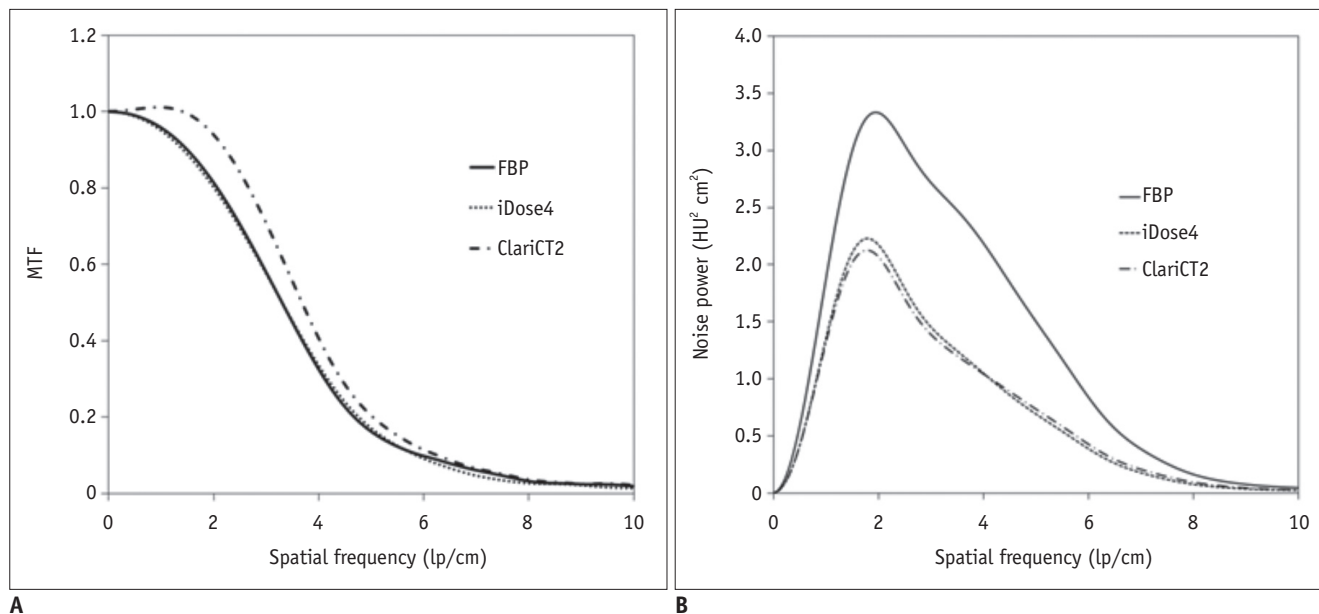 1.2
1.0
0.8
0.6
0.4
0.2
0
MTF
FBP
iDose4
ClariCT2
0 2 4 6 8 10
Spatial frequency (lp/cm)
A
4.0
3.5
3.0
2.5
2.0
1.5
1.0
0.5
0
Noise power (HU² cm²)
FBP
iDose4
ClariCT2
0 2 4 6 8 10
Spatial frequency (lp/cm)
B